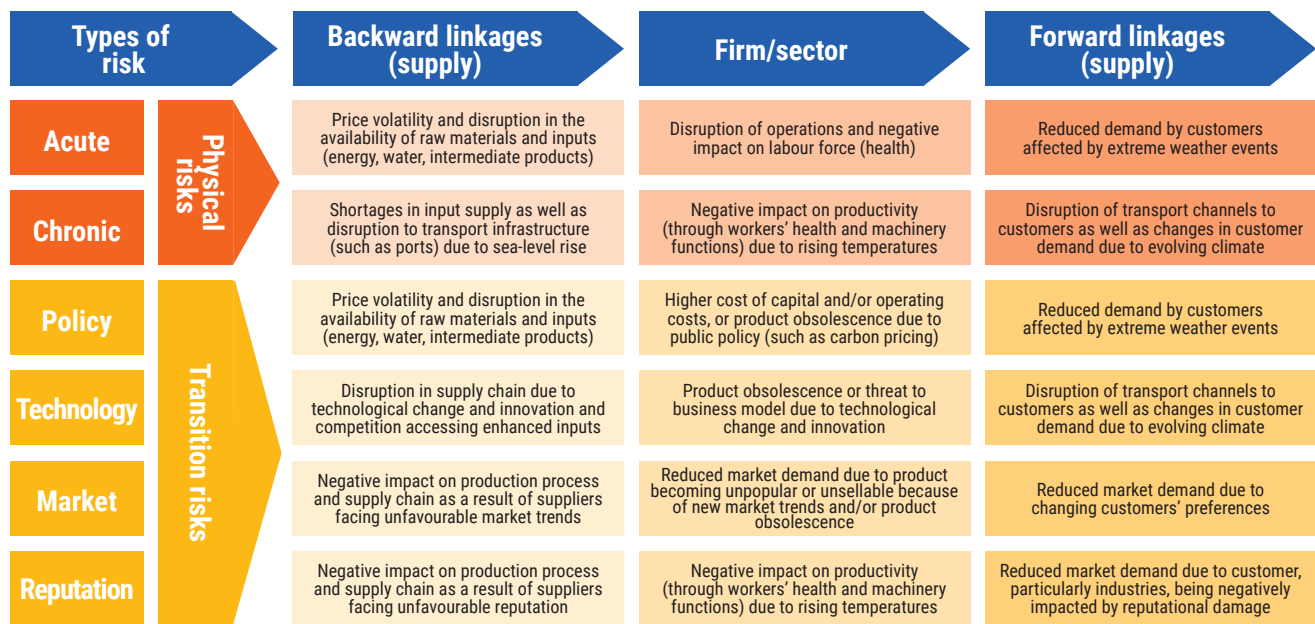 Types of
risk
Backward linkages
(supply)
Firm/sector
Forward linkages
(supply)
Acute
Physical
risks
Price volatility and disruption in the
availability of raw materials and inputs
(energy, water, intermediate products)
Disruption of operations and negative
impact on labour force (health)
Reduced demand by customers
affected by extreme weather events
Chronic
Shortages in input supply as well as
disruption to transport infrastructure
(such as ports) due to sea-level rise
Negative impact on productivity
(through workers’ health and machinery
functions) due to rising temperatures
Disruption of transport channels to
customers as well as changes in customer
demand due to evolving climate
Policy
Transition risks
Price volatility and disruption in the
availability of raw materials and inputs
(energy, water, intermediate products)
Higher cost of capital and/or operating
costs, or product obsolescence due to
public policy (such as carbon pricing)
Reduced demand by customers
affected by extreme weather events
Technology
Disruption in supply chain due to
technological change and innovation and
competition accessing enhanced inputs
Product obsolescence or threat to
business model due to technological
change and innovation
Disruption of transport channels to
customers as well as changes in customer
demand due to evolving climate
Market
Negative impact on production process
and supply chain as a result of suppliers
facing unfavourable market trends
Reduced market demand due to product
becoming unpopular or unsellable because
of new market trends and/or product
obsolescence
Reduced market demand due to
changing customers’ preferences
Reputation
Negative impact on production process
and supply chain as a result of suppliers
facing unfavourable reputation
Negative impact on productivity
(through workers’ health and machinery
functions) due to rising temperatures
Reduced market demand due to customer,
particularly industries, being negatively
impacted by reputational damage